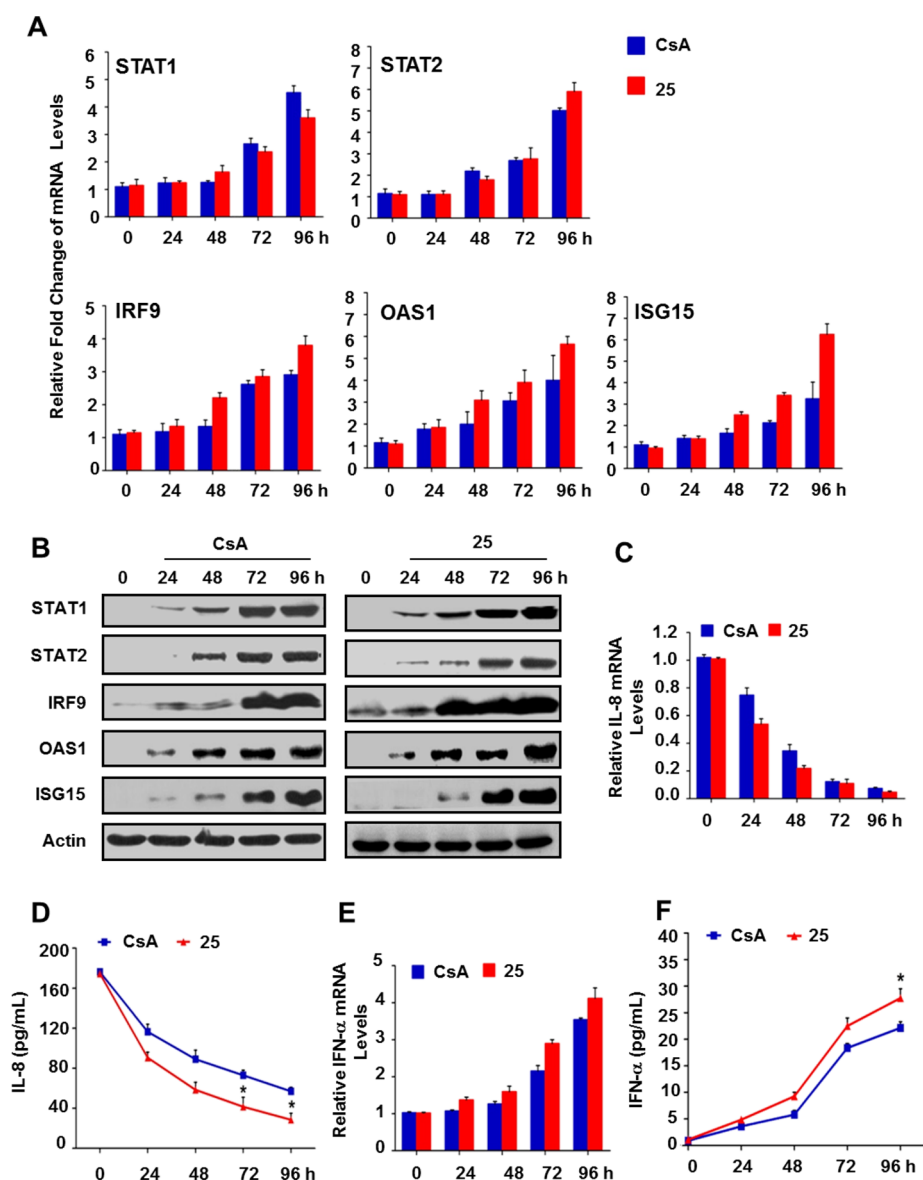 A
CsA
25
Relative Fold Change of mRNA Levels
STAT1
6
5
4
3
2
1
0
0 24 48 72 96 h
STAT2
8
7
6
5
4
3
2
1
0
0 24 48 72 96 h
IRF9
5
4
3
2
1
0
0 24 48 72 96 h
OAS1
8
7
6
5
4
3
2
1
0
0 24 48 72 96 h
ISG15
8
7
6
5
4
3
2
1
0
0 24 48 72 96 h
B
CsA
25
0 24 48 72 96 h
0 24 48 72 96 h
STAT1
STAT2
IRF9
OAS1
ISG15
Actin
C
CsA 25
Relative IL-8 mRNA
Levels
1.2
1.0
0.8
0.6
0.4
0.2
0.0
0 24 48 72 96 h
D
CsA 25
IL-8 (pg/mL)
200
160
120
80
40
0
* *
0 24 48 72 96 h
E
CsA 25
Relative IFN-α mRNA
Levels
5
4
3
2
1
0
0 24 48 72 96 h
F
CsA 25
IFN-α (pg/mL)
40
35
30
25
20
15
10
5
0
*
0 24 48 72 96 h